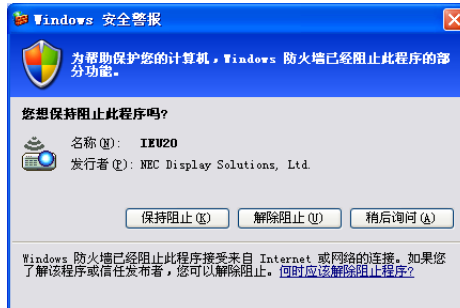 Windows 安全警报
为帮助保护您的计算机，Windows 防火墙已经阻止此程序的部
分功能。
您想保持阻止此程序吗?
名称(N): IEU20
发行者(P): NEC Display Solutions, Ltd.
保持阻止(K) 解除阻止(U) 稍后询问(A)
Windows 防火墙已经阻止此程序接受来自 Internet 或网络的连接。如果您
了解该程序或信任发布者，您可以解除阻止。何时应该解除阻止程序?